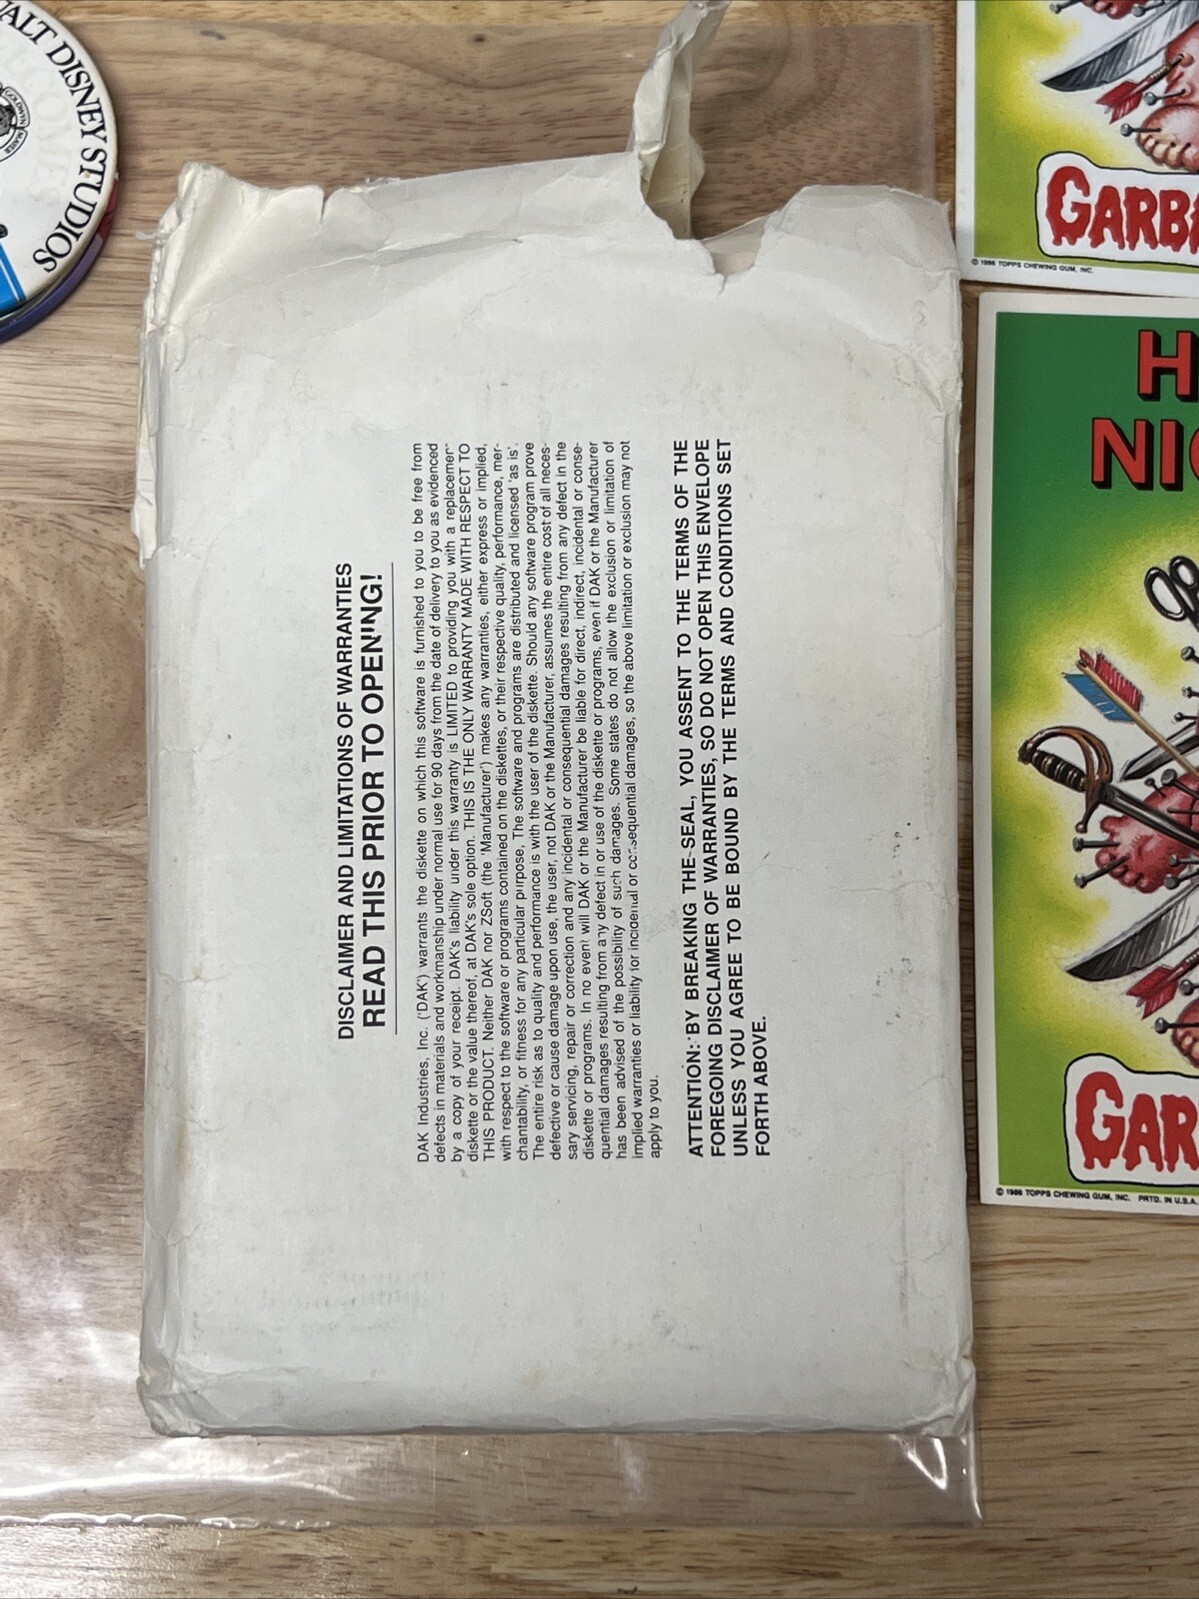 WALT DISNEY STUDIOS
GOLDWYN MAYER
DISCLAIMER AND LIMITATIONS OF WARRANTIES
READ THIS PRIOR TO OPENING!
DAK Industries, Inc. ('DAK') warrants the diskette on which this software is furnished to you to be free from
defects in materials and workmanship under normal use for 90 days from the date of delivery to you as evidenced
by a copy of your receipt. DAK's liability under this warranty is LIMITED to providing you with a replacement
diskette or the value thereof, at DAK's sole option. THIS IS THE ONLY WARRANTY MADE WITH RESPECT TO
THIS PRODUCT. Neither DAK nor ZSoft (the 'Manufacturer') makes any warranties, either express or implied,
with respect to the software or programs contained on the diskettes, or their respective quality, performance, mer-
chantability, or fitness for any particular purpose, The software and programs are distributed and licensed 'as is'.
The entire risk as to quality and performance is with the user of the diskette. Should any software program prove
defective or cause damage upon use, the user, not DAK or the Manufacturer, assumes the entire cost of all neces-
sary servicing, repair or correction and any incidental or consequential damages resulting from any defect in the
diskette or programs. In no event will DAK or the Manufacturer be liable for direct, indirect, incidental or conse-
quential damages resulting from any defect in or use of the diskette or programs, even if DAK or the Manufacturer
has been advised of the possibility of such damages. Some states do not allow the exclusion or limitation of
implied warranties or liability for incidental or consequential damages, so the above limitation or exclusion may not
apply to you.
ATTENTION: BY BREAKING THE SEAL, YOU ASSENT TO THE TERMS OF THE
FOREGOING DISCLAIMER OF WARRANTIES, SO DO NOT OPEN THIS ENVELOPE
UNLESS YOU AGREE TO BE BOUND BY THE TERMS AND CONDITIONS SET
FORTH ABOVE.
GARBA
© 1986 TOPPS CHEWING GUM, INC.
H
NIG
GAR
© 1986 TOPPS CHEWING GUM, INC. PRTD. IN U.S.A.